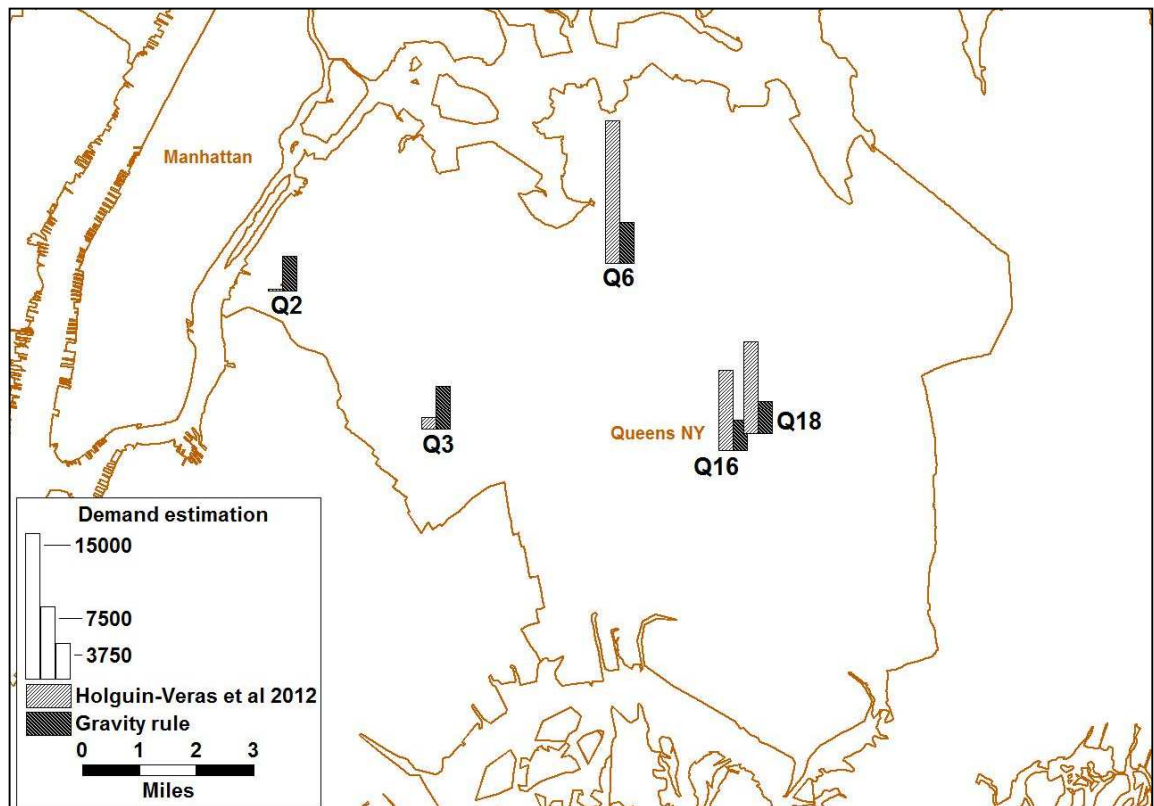 Manhattan
Q2
Q6
Q3
Queens NY
Q18
Q16
Demand estimation
15000
7500
3750
Holguin-Veras et al 2012
Gravity rule
0 1 2 3
Miles